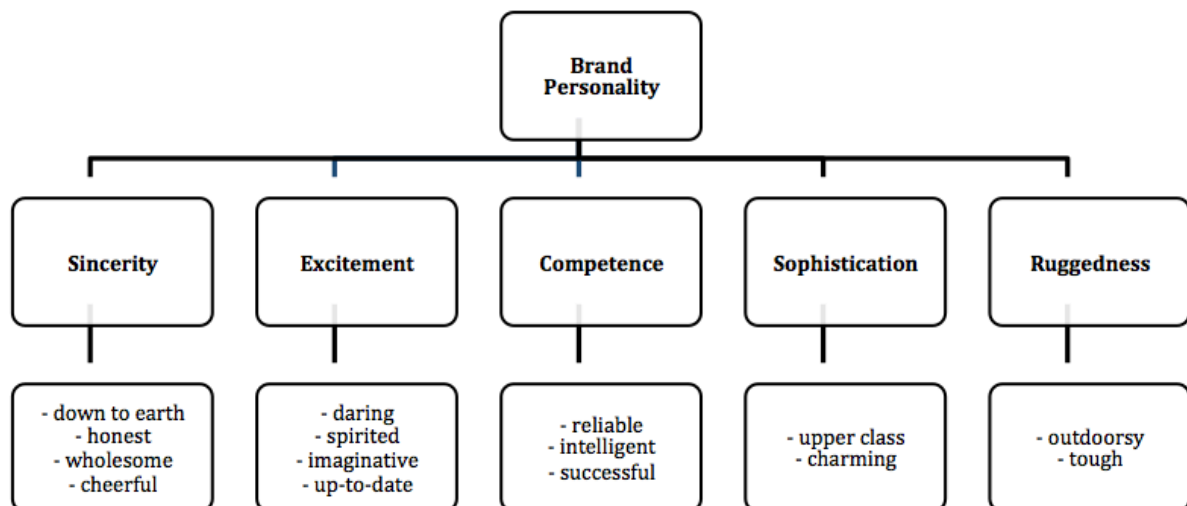 Brand
Personality
Sincerity
Excitement
Competence
Sophistication
Ruggedness
- down to earth
- honest
- wholesome
- cheerful
- daring
- spirited
- imaginative
- up-to-date
- reliable
- intelligent
- successful
- upper class
- charming
- outdoorsy
- tough